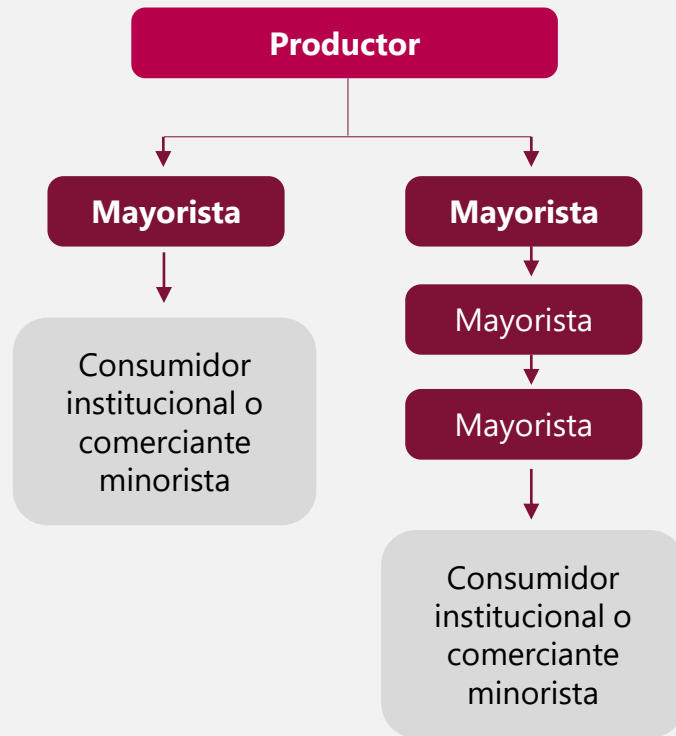 Productor
Mayorista
Consumidor
institucional o
comerciante
minorista
Mayorista
Mayorista
Mayorista
Consumidor
institucional o
comerciante
minorista